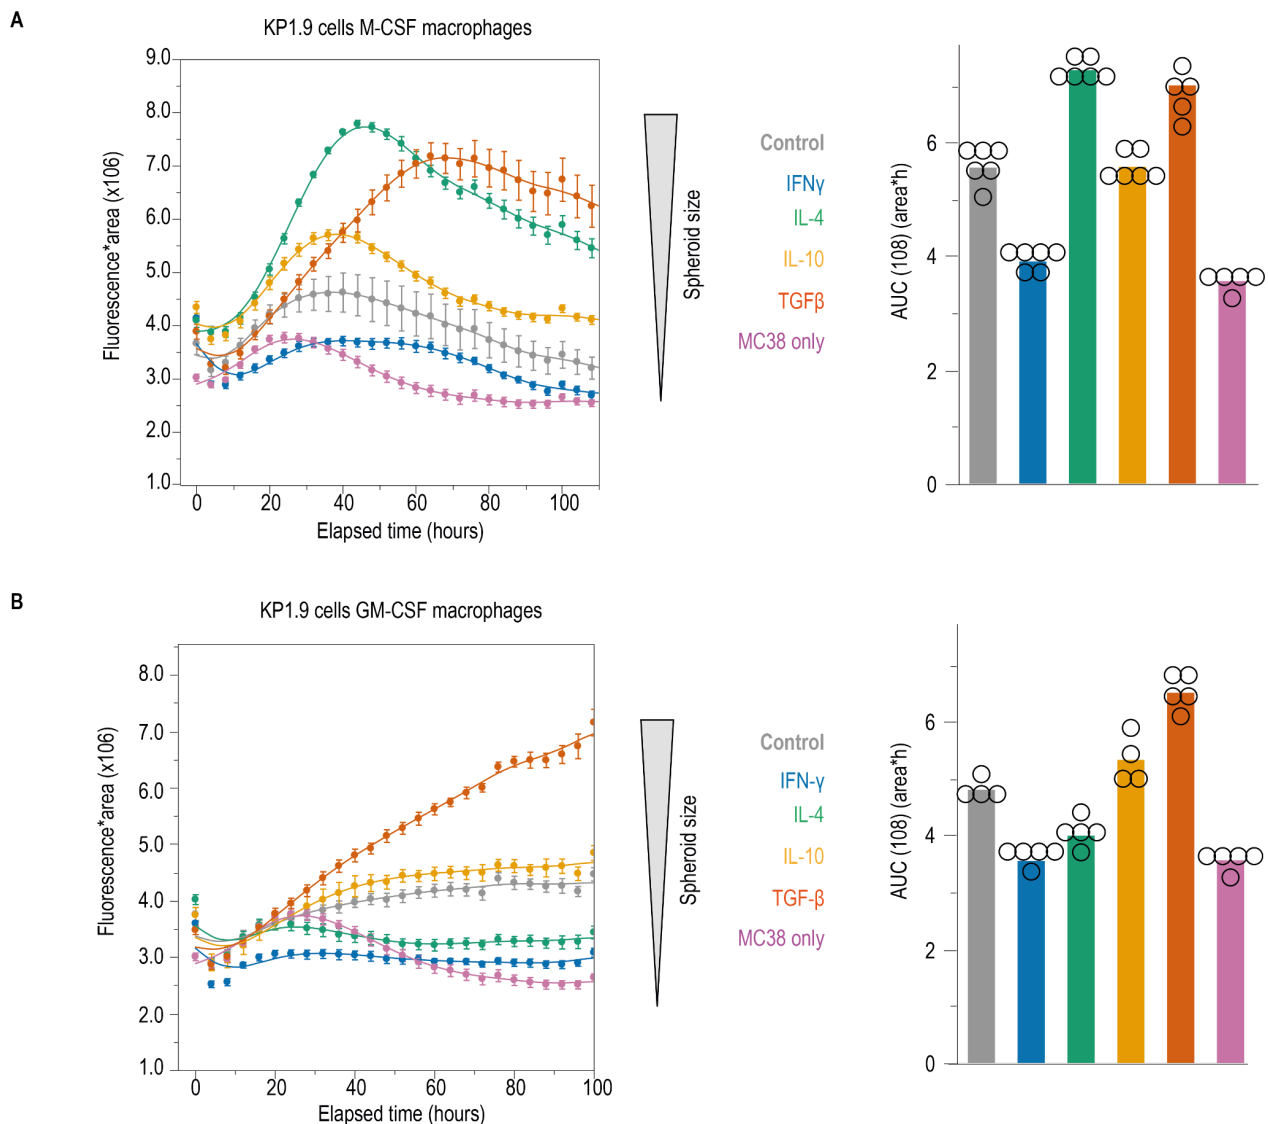 A
KP1.9 cells M-CSF macrophages
Fluorescence*area (x106)
9.0
8.0
7.0
6.0
5.0
4.0
3.0
2.0
1.0
0 20 40 60 80 100
Elapsed time (hours)
Spheroid size
Control
IFNγ
IL-4
IL-10
TGFβ
MC38 only
AUC (108) (area*h)
6
4
2
0
B
KP1.9 cells GM-CSF macrophages
Fluorescence*area (x106)
8.0
7.0
6.0
5.0
4.0
3.0
2.0
1.0
0 20 40 60 80 100
Elapsed time (hours)
Spheroid size
Control
IFN-γ
IL-4
IL-10
TGF-β
MC38 only
AUC (108) (area*h)
6
4
2
0